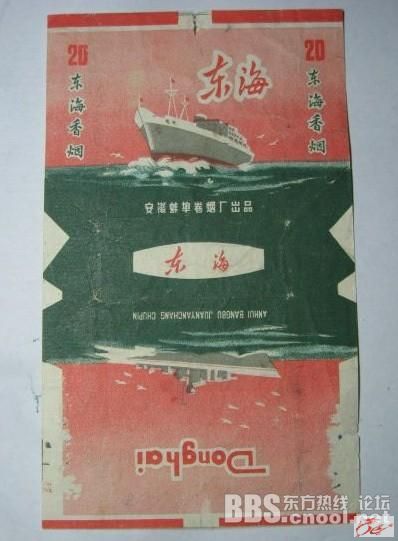 20
东海香烟
东海
20
东海香烟
安徽蚌埠卷烟厂出品
东海
ANHUI BANGBU JUANYANCHANG CHUPIN
Donghai
BBS 东方热线 论坛
bbs.cnool.net